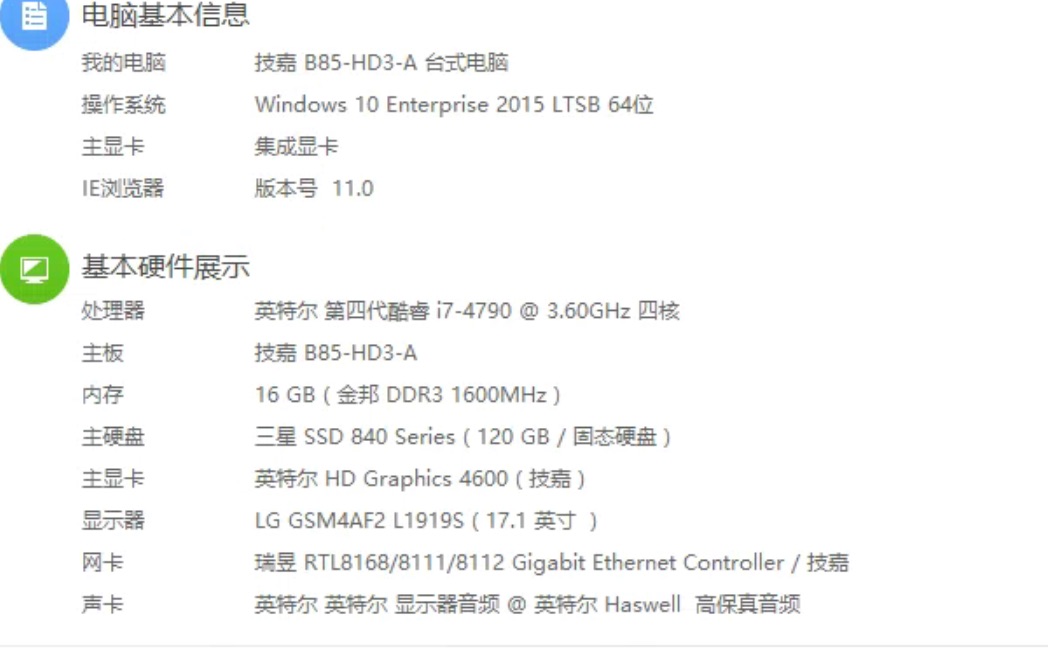 电脑基本信息
我的电脑 技嘉 B85-HD3-A 台式电脑
操作系统 Windows 10 Enterprise 2015 LTSB 64位
主显卡 集成显卡
IE浏览器 版本号 11.0
基本硬件展示
处理器 英特尔 第四代酷睿 i7-4790 @ 3.60GHz 四核
主板 技嘉 B85-HD3-A
内存 16 GB ( 金邦 DDR3 1600MHz )
主硬盘 三星 SSD 840 Series ( 120 GB / 固态硬盘 )
主显卡 英特尔 HD Graphics 4600 ( 技嘉 )
显示器 LG GSM4AF2 L1919S ( 17.1 英寸 )
网卡 瑞昱 RTL8168/8111/8112 Gigabit Ethernet Controller / 技嘉
声卡 英特尔 英特尔 显示器音频 @ 英特尔 Haswell 高保真音频